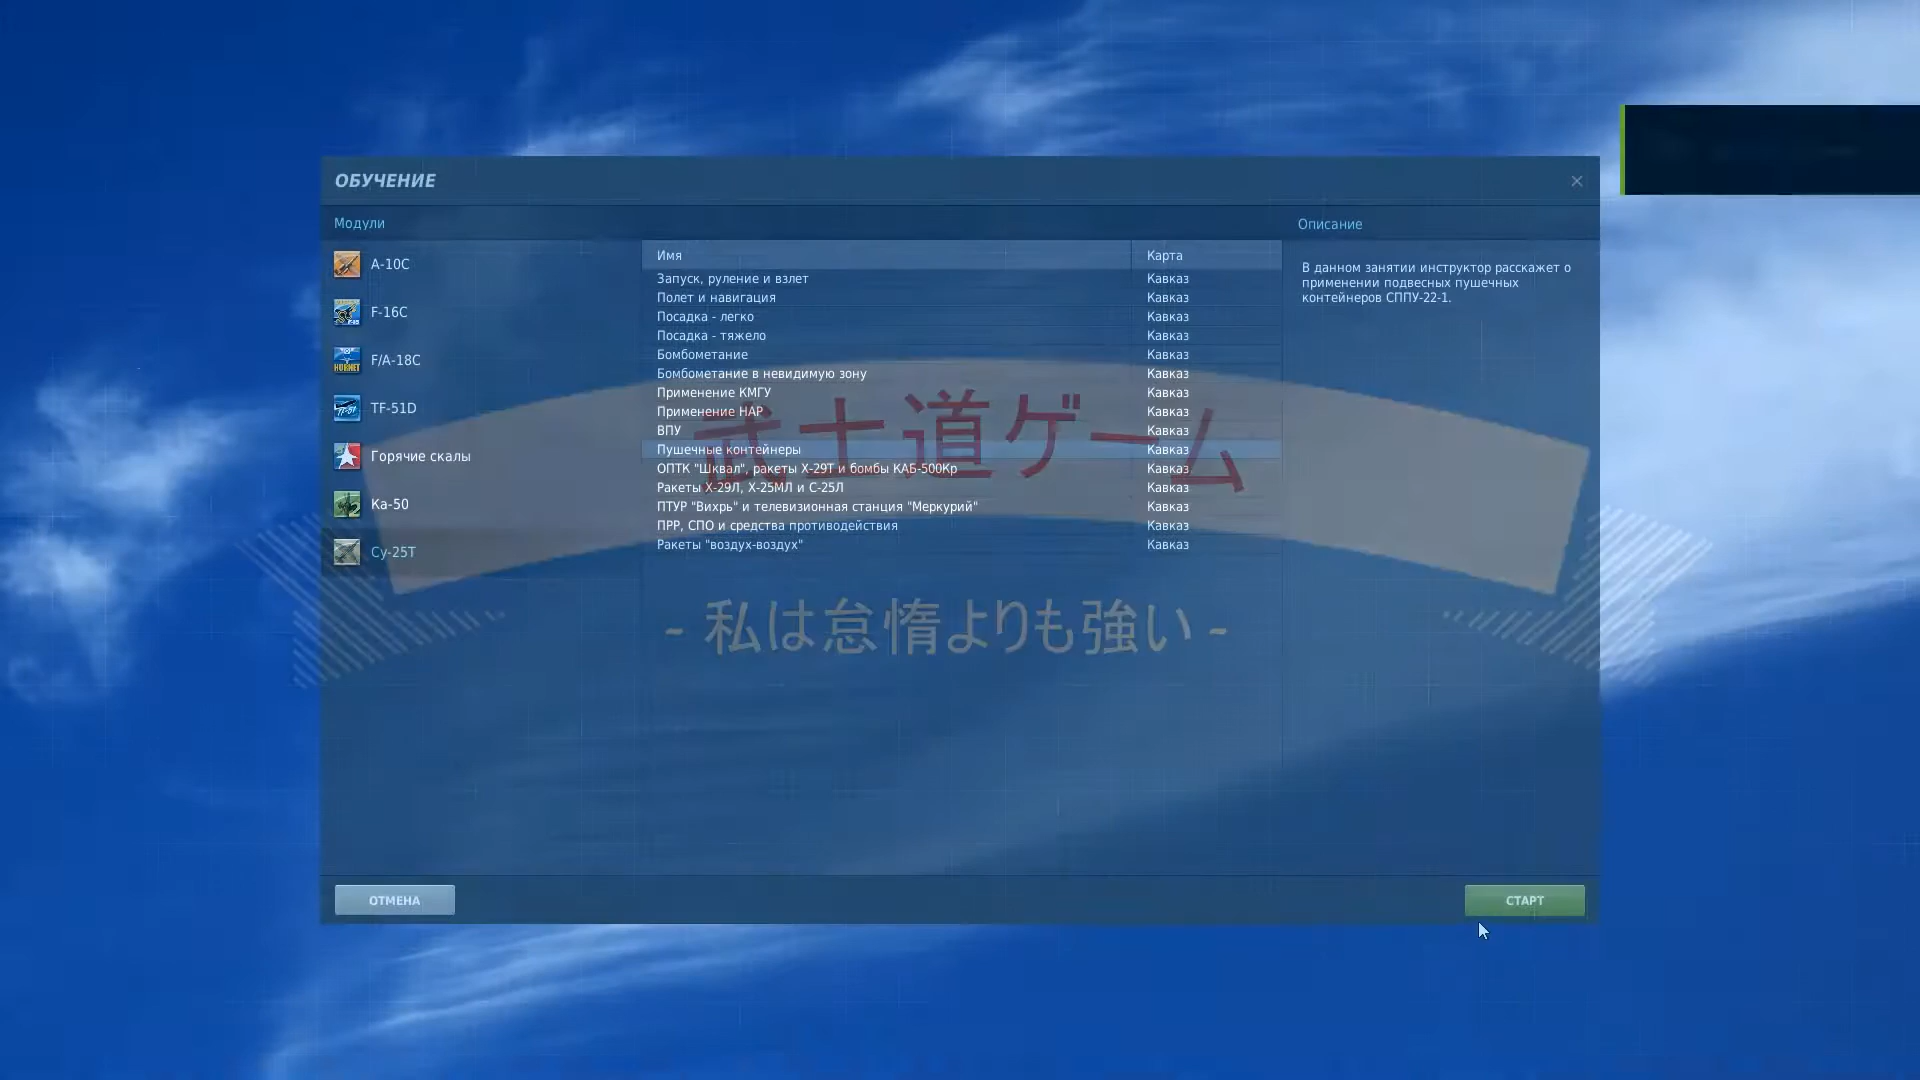 ОБУЧЕНИЕ
Модули
Описание
A-10C
F-16C
F/A-18C
TF-51D
Горячие скалы
Ка-50
Су-25Т
Имя Карта
Запуск, руление и взлет Кавказ
Полет и навигация Кавказ
Посадка - легко Кавказ
Посадка - тяжело Кавказ
Бомбометание Кавказ
Бомбометание в невидимую зону Кавказ
Применение КМГУ Кавказ
Применение НАР Кавказ
ВПУ Кавказ
Пушечные контейнеры Кавказ
ОПТК "Шквал", ракеты Х-29Т и бомбы КАБ-500Кр Кавказ
Ракеты Х-29Л, Х-25МЛ и С-25Л Кавказ
ПТУР "Вихрь" и телевизионная станция "Меркурий" Кавказ
ПРР, СПО и средства противодействия Кавказ
Ракеты "воздух-воздух" Кавказ
В данном занятии инструктор расскажет о
применении подвесных пушечных
контейнеров СППУ-22-1.
武士道ゲーム
- 私は怠惰よりも強い -
ОТМЕНА
СТАРТ